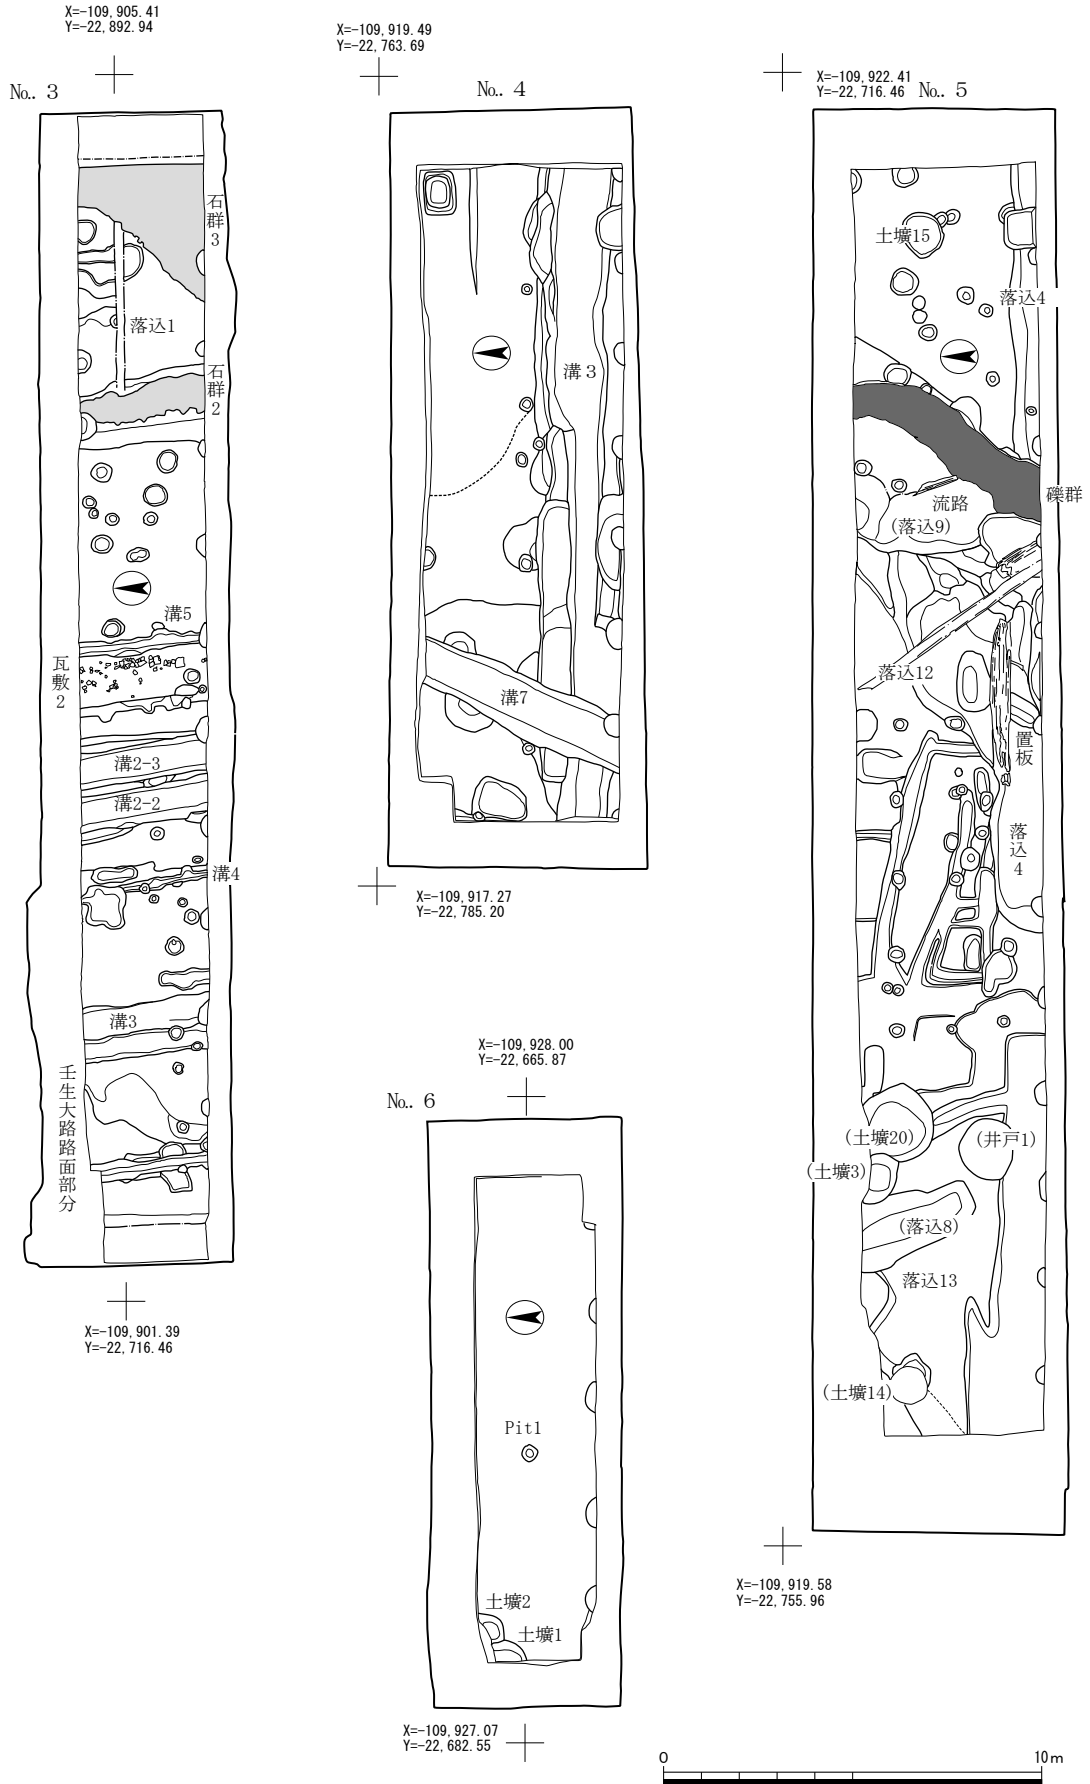 X=-109,905.41
Y=-22,892.94
No.. 3
石群3
落込1
石群2
溝5
瓦敷2
溝2-3
溝2-2
溝4
溝3
壬生大路路面部分
X=-109,901.39
Y=-22,716.46
X=-109,919.49
Y=-22,763.69
No.. 4
溝3
溝7
X=-109,917.27
Y=-22,785.20
X=-109,922.41
Y=-22,716.46
No.. 5
土壙15
落込4
礫群
流路
(落込9)
落込12
置板
落込4
(土壙20)
(井戸1)
(土壙3)
(落込8)
落込13
(土壙14)
X=-109,919.58
Y=-22,755.96
X=-109,928.00
Y=-22,665.87
No.. 6
Pit1
土壙2
土壙1
X=-109,927.07
Y=-22,682.55
0 10m